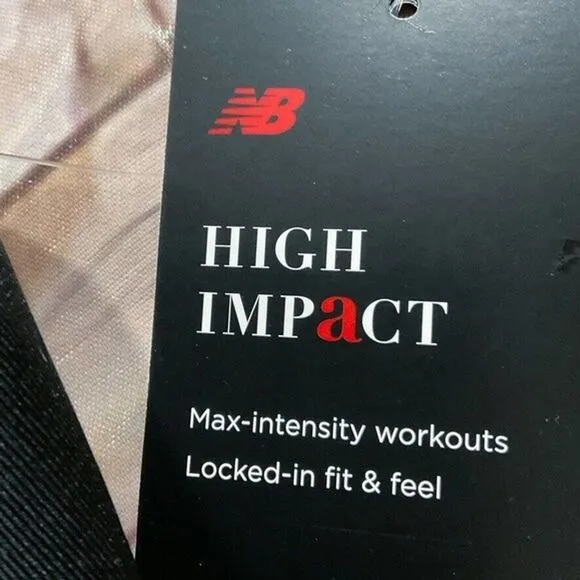 NB
HIGH
IMPaCT
Max-intensity workouts
Locked-in fit & feel